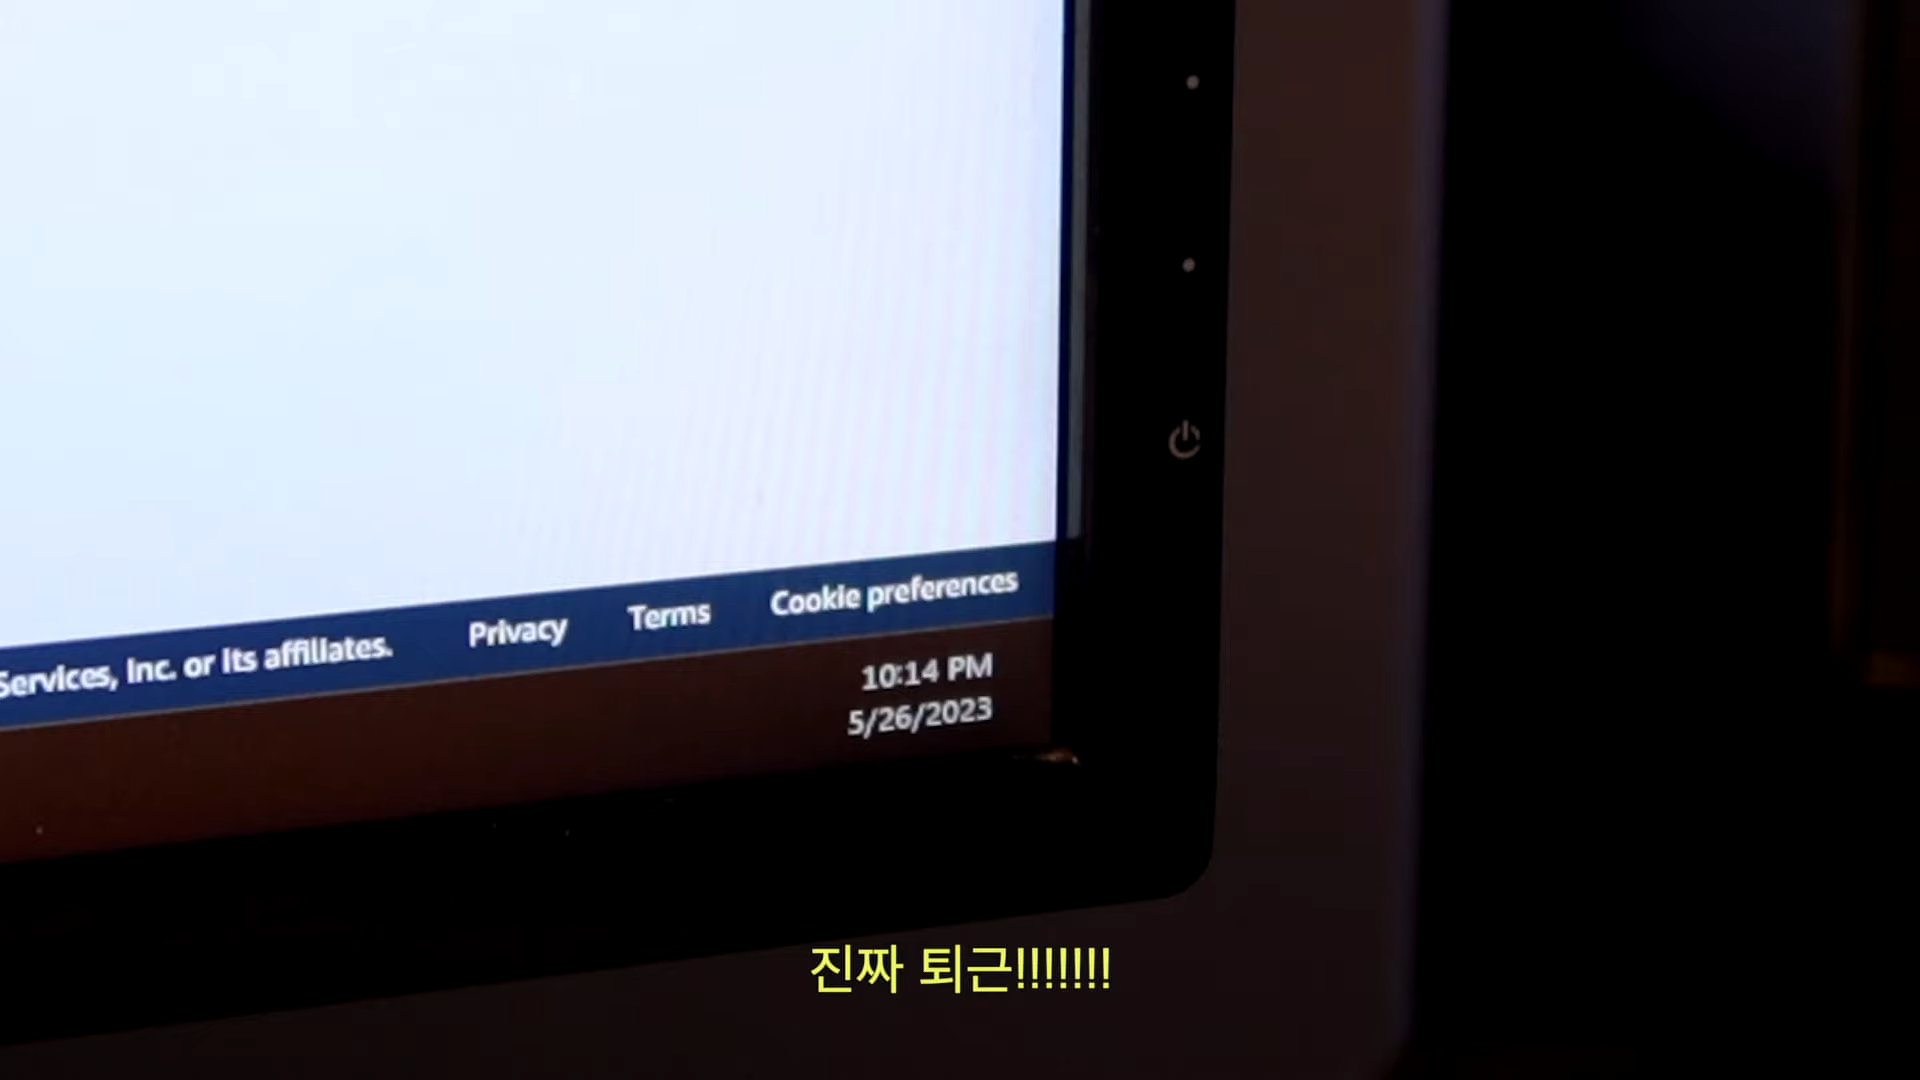 Services, Inc. or its affiliates. Privacy Terms Cookie preferences
10:14 PM
5/26/2023
진짜 퇴근!!!!!!!